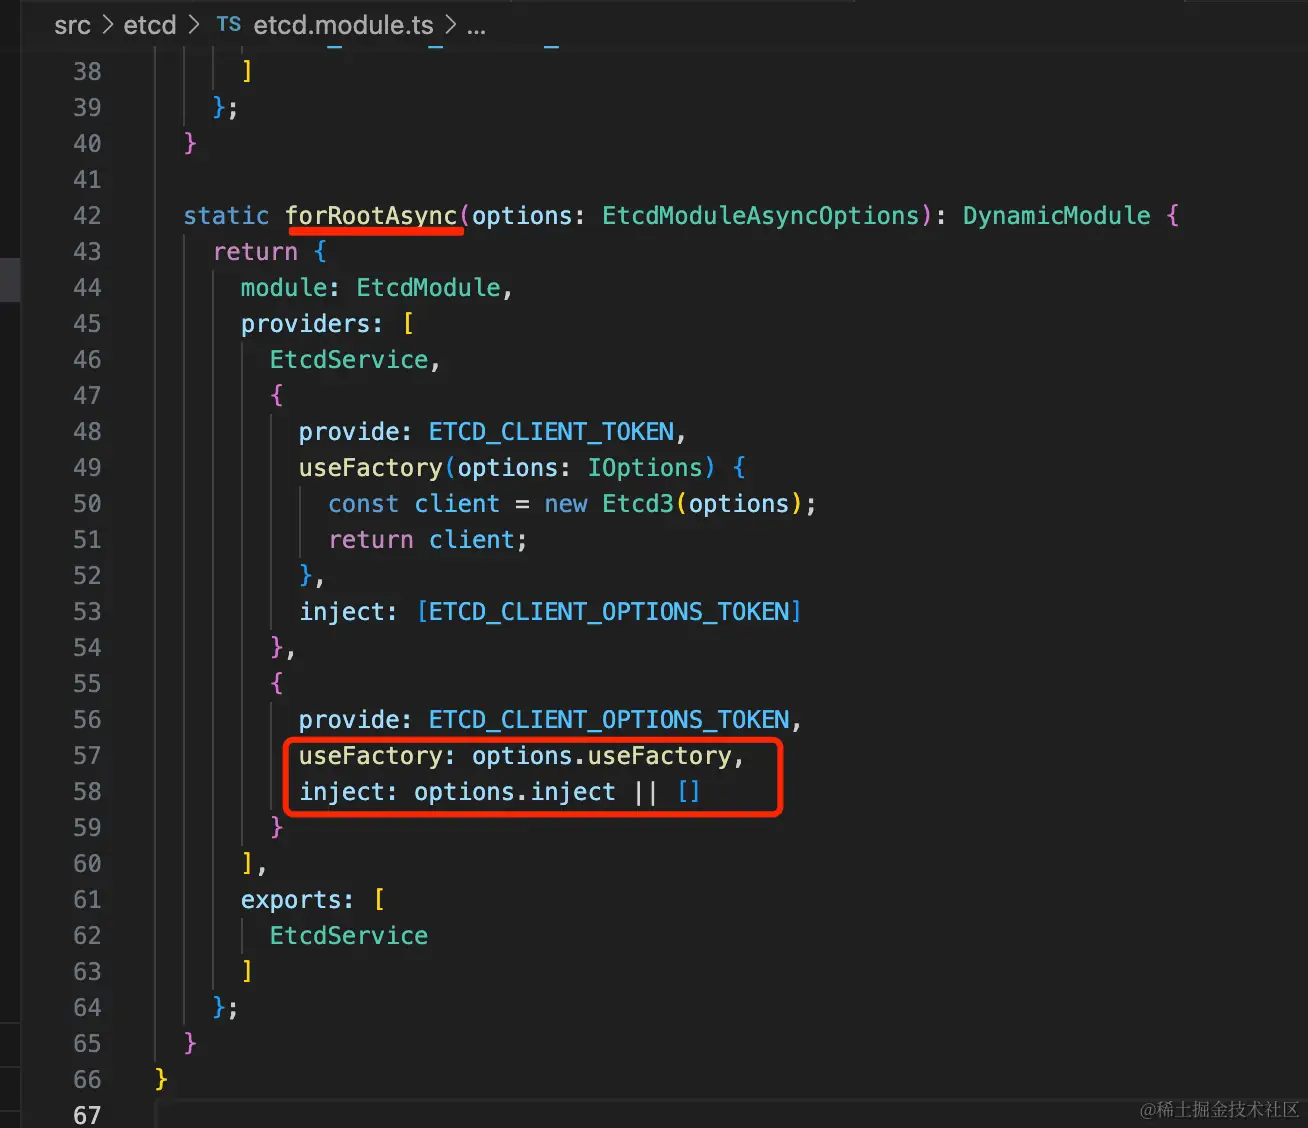 src > etcd > TS etcd.module.ts > ...
38 ]
39 };
40 }
41
42 static forRootAsync(options: EtcdModuleAsyncOptions): DynamicModule {
43 return {
44 module: EtcdModule,
45 providers: [
46 EtcdService,
47 {
48 provide: ETCD_CLIENT_TOKEN,
49 useFactory(options: IOptions) {
50 const client = new Etcd3(options);
51 return client;
52 },
53 inject: [ETCD_CLIENT_OPTIONS_TOKEN]
54 },
55 {
56 provide: ETCD_CLIENT_OPTIONS_TOKEN,
57 useFactory: options.useFactory,
58 inject: options.inject || []
59 }
60 ],
61 exports: [
62 EtcdService
63 ]
64 };
65 }
66 }
67
@稀土掘金技术社区